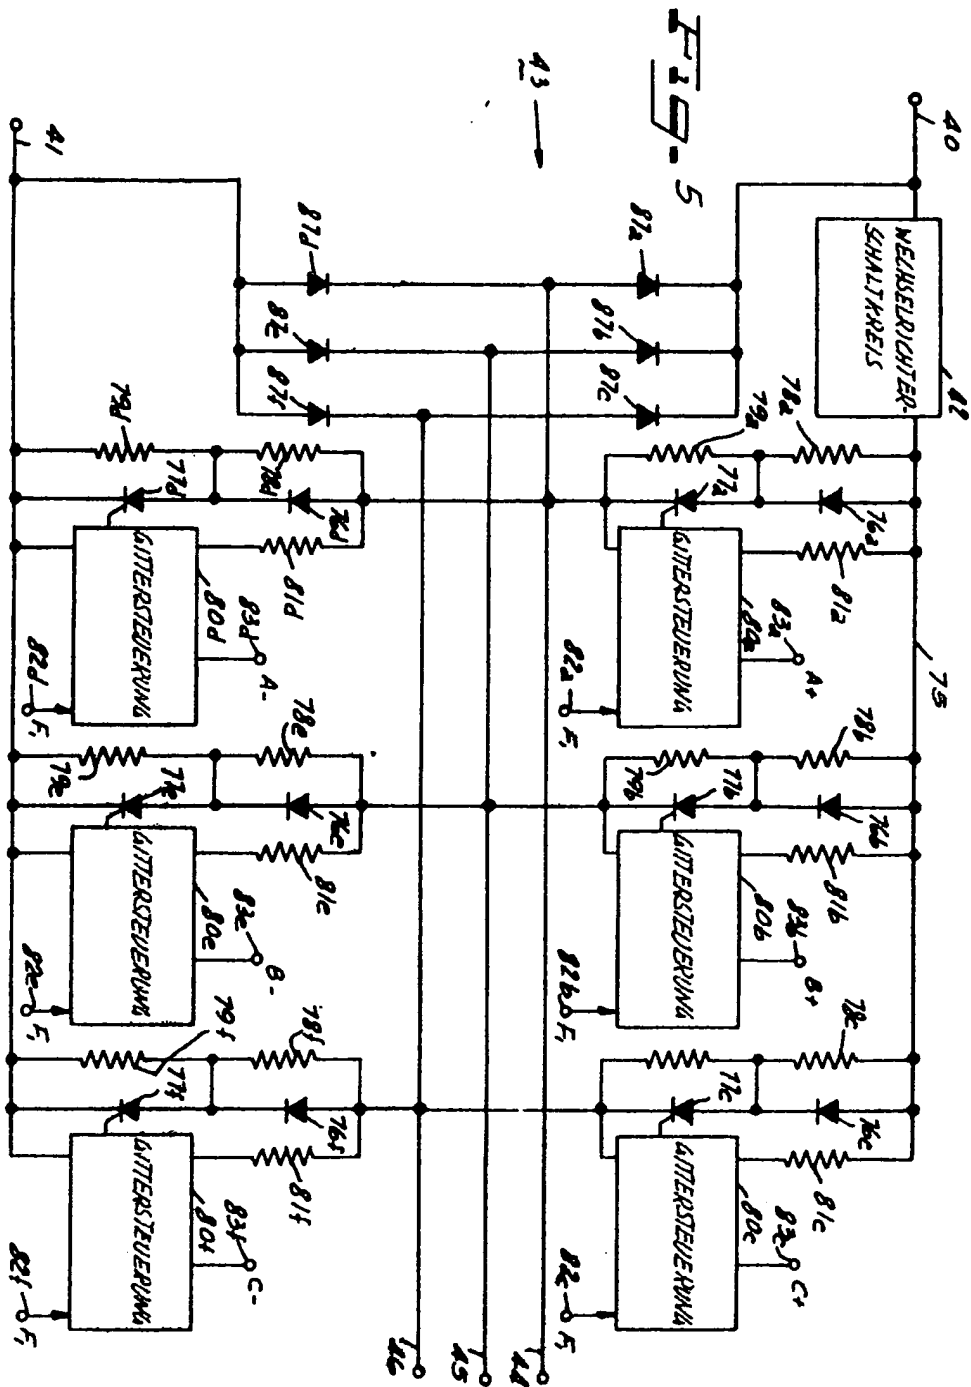 Fig. 5
43
40
WECHSELRICHTER-
SCHALTKREIS
75
78a
76a
81a
78b
76b
81b
78c
76c
81c
79a
77a
GITTERSTEUERUNG
80a
83a
A+
82a
F₁
79b
77b
GITTERSTEUERUNG
80b
83b
B+
82b
F₁
77c
GITTERSTEUERUNG
80c
83c
C+
82c
F₁
87a
87b
87c
44
45
46
87d
87e
87f
78d
76d
81d
78e
76e
81e
78f
76f
81f
79d
77d
GITTERSTEUERUNG
80d
83d
A-
82d
F₁
79e
77e
GITTERSTEUERUNG
80e
83e
B-
82e
F₁
79f
77f
GITTERSTEUERUNG
80f
83f
C-
82f
F₁
41